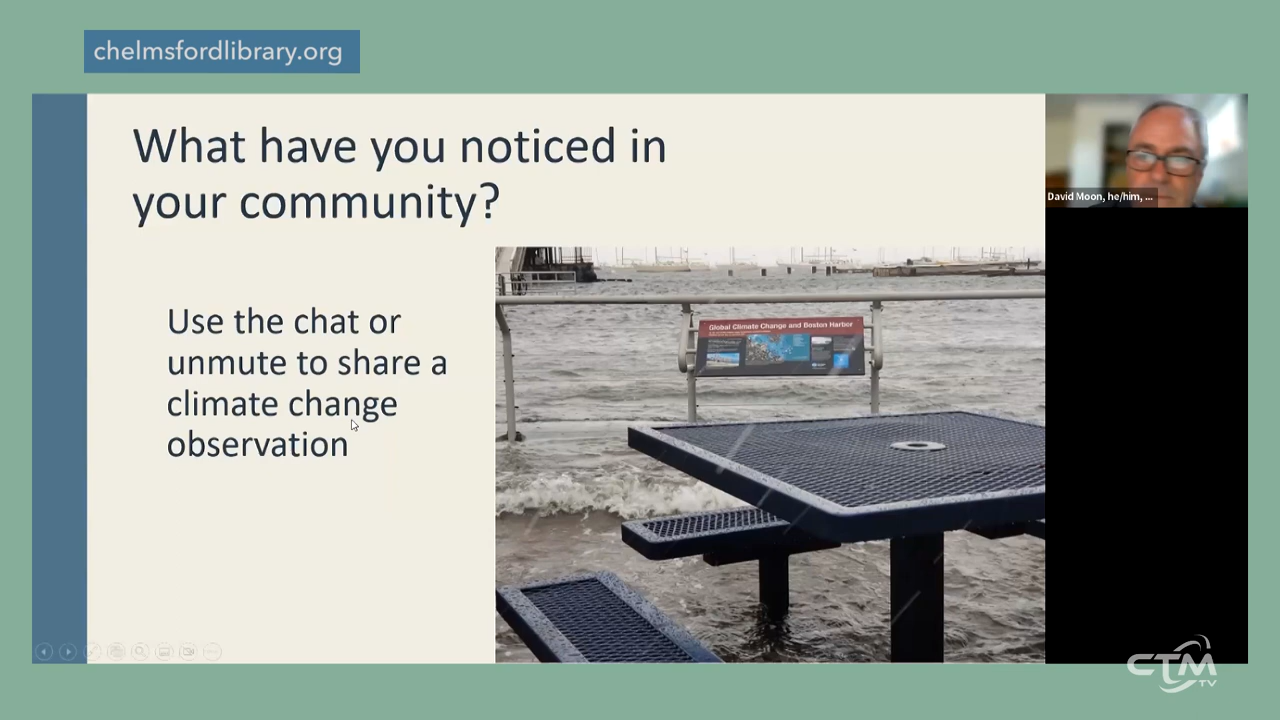 chelmsfordlibrary.org
What have you noticed in
your community?
Use the chat or
unmute to share a
climate change
observation
Global Climate Change and Boston Harbor
David Moon, he/him, ...
CTM
TV